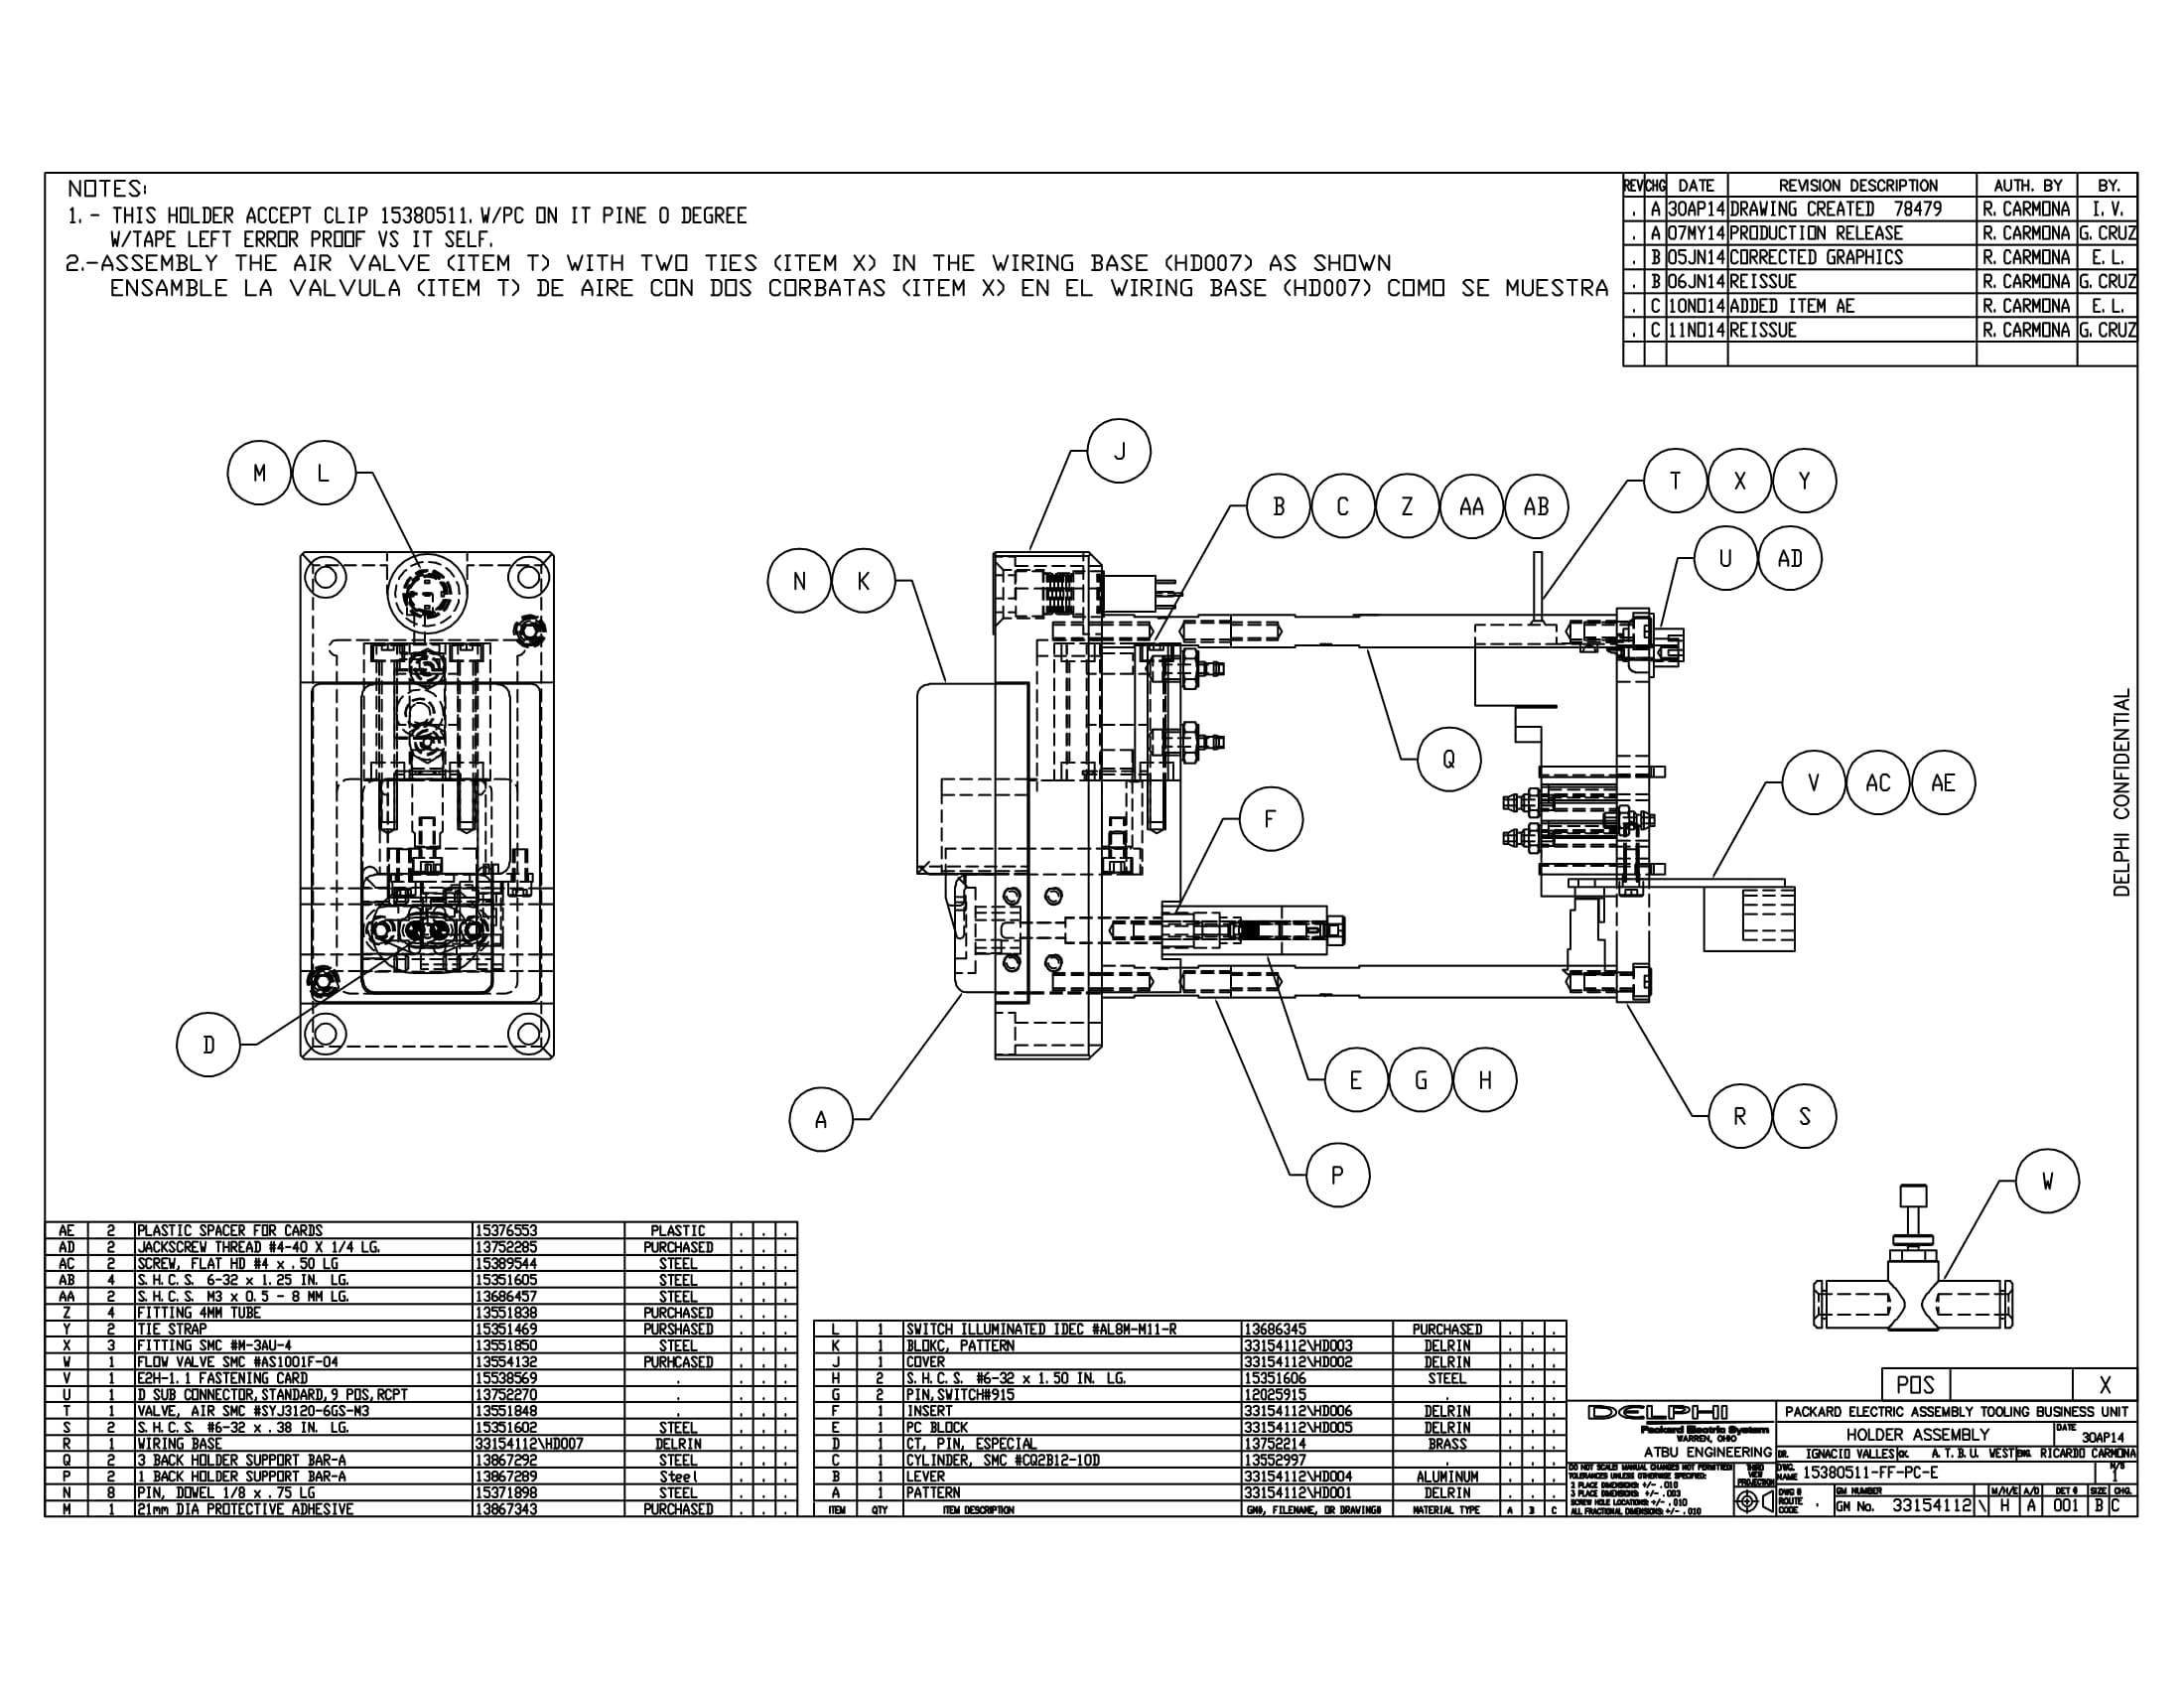 NOTES:
1.- THIS HOLDER ACCEPT CLIP 15380511. W/PC ON IT PINE 0 DEGREE
W/TAPE LEFT ERROR PROOF VS IT SELF.
2.-ASSEMBLY THE AIR VALVE (ITEM T) WITH TWO TIES (ITEM X) IN THE WIRING BASE (HD007) AS SHOWN
ENSAMBLE LA VALVULA (ITEM T) DE AIRE CON DOS CORBATAS (ITEM X) EN EL WIRING BASE (HD007) COMO SE MUESTRA
REV CHG DATE REVISION DESCRIPTION AUTH. BY BY.
. A 30AP14 DRAWING CREATED 78479 R. CARMONA I. V.
. A 07MY14 PRODUCTION RELEASE R. CARMONA G. CRUZ
. B 05JN14 CORRECTED GRAPHICS R. CARMONA E. L.
. B 06JN14 REISSUE R. CARMONA G. CRUZ
. C 10NO14 ADDED ITEM AE R. CARMONA E. L.
. C 11NO14 REISSUE R. CARMONA G. CRUZ
M L
J
B C Z AA AB
T X Y
U AD
N K
Q
V AC AE
F
D
A
E G H
P
R S
W
DELPHI CONFIDENTIAL
AE 2 PLASTIC SPACER FOR CARDS 15376553 PLASTIC . . .
AD 2 JACKSCREW THREAD #4-40 X 1/4 LG. 13752285 PURCHASED . . .
AC 2 SCREW, FLAT HD #4 x .50 LG 15389544 STEEL . . .
AB 4 S.H.C.S. 6-32 x 1.25 IN. LG. 15351605 STEEL . . .
AA 2 S.H.C.S. M3 x 0.5 - 8 MM LG. 13686457 STEEL . . .
Z 4 FITTING 4MM TUBE 13551838 PURCHASED . . .
Y 2 TIE STRAP 15351469 PURSHASED . . .
X 3 FITTING SMC #M-3AU-4 13551850 STEEL . . .
W 1 FLOW VALVE SMC #AS1001F-04 13554132 PURHCASED . . .
V 1 E2H-1.1 FASTENING CARD 15538569 . . . .
U 1 D SUB CONNECTOR,STANDARD,9 POS,RCPT 13752270 . . . .
T 1 VALVE, AIR SMC #SYJ3120-6GS-M3 13551848 . . . .
S 2 S.H.C.S. #6-32 x .38 IN. LG. 15351602 STEEL . . .
R 1 WIRING BASE 33154112\HD007 DELRIN . . .
Q 2 3 BACK HOLDER SUPPORT BAR-A 13867292 STEEL . . .
P 2 1 BACK HOLDER SUPPORT BAR-A 13867289 Steel . . .
N 8 PIN, DOWEL 1/8 x .75 LG 15371898 STEEL . . .
M 1 21mm DIA PROTECTIVE ADHESIVE 13867343 PURCHASED . . .
L 1 SWITCH ILLUMINATED IDEC #AL8M-M11-R 13686345 PURCHASED . . .
K 1 BLOKC, PATTERN 33154112\HD003 DELRIN . . .
J 1 COVER 33154112\HD002 DELRIN . . .
H 2 S.H.C.S. #6-32 x 1.50 IN. LG. 15351606 STEEL . . .
G 2 PIN,SWITCH#915 12025915 . . . .
F 1 INSERT 33154112\HD006 DELRIN . . .
E 1 PC BLOCK 33154112\HD005 DELRIN . . .
D 1 CT, PIN, ESPECIAL 13752214 BRASS . . .
C 1 CYLINDER, SMC #CQ2B12-10D 13552997 . . . .
B 1 LEVER 33154112\HD004 ALUMINUM . . .
A 1 PATTERN 33154112\HD001 DELRIN . . .
ITEM QTY ITEM DESCRIPTION GM#, FILENAME, OR DRAWING# MATERIAL TYPE A B C
POS X
DELPHI
Packard Electric Systems
WARREN, OHIO
ATBU ENGINEERING
PACKARD ELECTRIC ASSEMBLY TOOLING BUSINESS UNIT
HOLDER ASSEMBLY DATE 30AP14
DR. IGNACIO VALLES A. T. B. U. WEST RICARDO CARMONA
DO NOT SCALE MANUAL CHANGES NOT PERMITTED
TOLERANCES UNLESS OTHERWISE SPECIFIED:
2 PLACE DIMENSIONS: +/- .010
3 PLACE DIMENSIONS: +/- .003
SCREW HOLE LOCATIONS: +/- .010
ALL FRACTIONAL DIMENSIONS: +/- .010
THIRD VIEW PROJECTION
DWG. NAME 15380511-FF-PC-E 1
DWG # ROUTE CODE . GM NUMBER M/H/E A/D DET # SIZE CHG.
GM No. 33154112 \ H A 001 B C